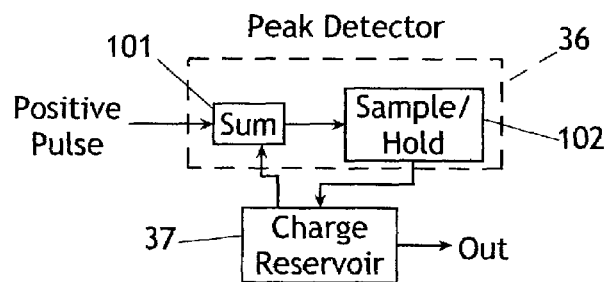 Peak Detector
101
36
Positive
Pulse
Sum
Sample/
Hold
102
37
Charge
Reservoir
Out